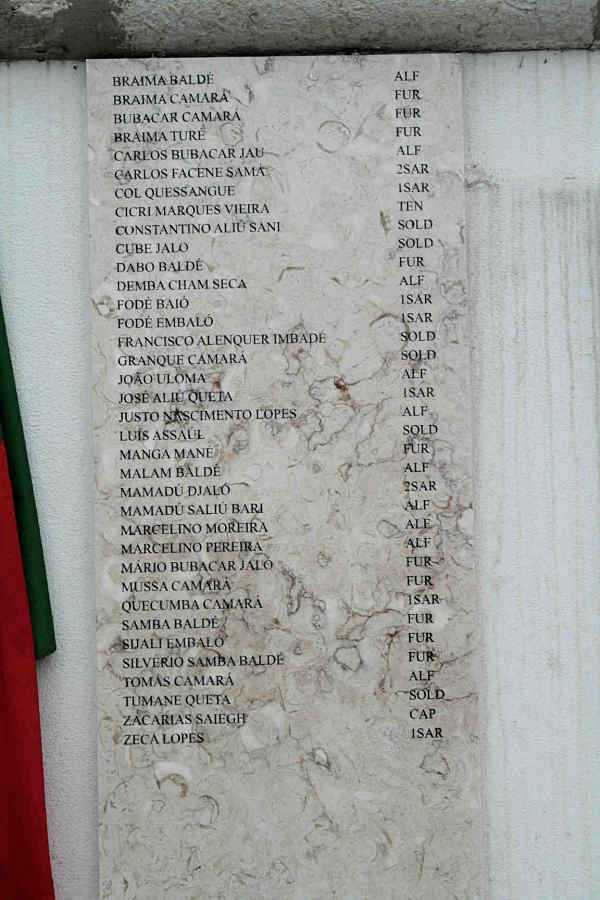 BRAIMA BALDÉ ALF
BRAIMA CAMARÁ FUR
BUBACAR CAMARÁ FUR
BRAIMA TURÉ FUR
CARLOS BUBACAR JAU ALF
CARLOS FACENE SAMÁ 2SAR
COL QUESSANGUE 1SAR
CICRI MARQUES VIEIRA TEN
CONSTANTINO ALIÚ SANI SOLD
CUBE JALO SOLD
DABO BALDÉ FUR
DEMBA CHAM SECA ALF
FODÉ BAIÓ 1SAR
FODÉ EMBALÓ 1SAR
FRANCISCO ALENQUER IMBADÉ SOLD
GRANQUE CAMARÁ SOLD
JOÃO ULOMA ALF
JOSÉ ALIÚ QUETA 1SAR
JUSTO NASCIMENTO LOPES ALF
LUÍS ASSAÚL SOLD
MANGA MANÉ FUR
MALAM BALDÉ ALF
MAMADÚ DJALÓ 2SAR
MAMADÚ SALIÚ BARI ALF
MARCELINO MOREIRA ALF
MARCELINO PEREIRA ALF
MÁRIO BUBACAR JALÓ FUR
MUSSA CAMARÁ FUR
QUECUMBA CAMARÁ 1SAR
SAMBA BALDÉ FUR
SIJALI EMBALÓ FUR
SILVÉRIO SAMBA BALDÉ FUR
TOMÁS CAMARÁ ALF
TUMANE QUETA SOLD
ZACARIAS SAIEGH CAP
ZECA LOPES 1SAR